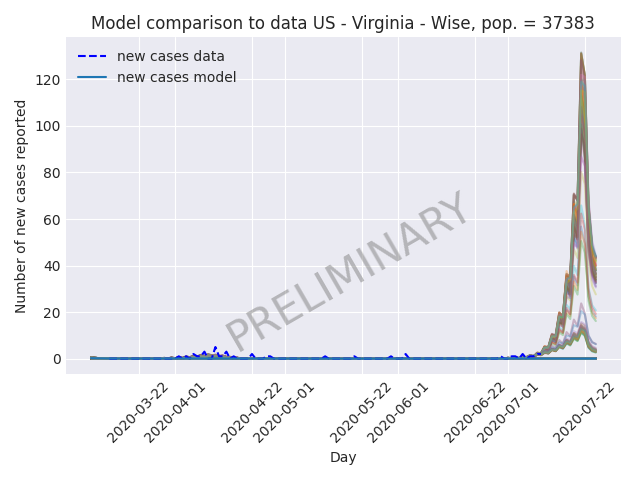 Model comparison to data US - Virginia - Wise, pop. = 37383
new cases data
new cases model
Number of new cases reported
120
100
80
60
40
20
0
PRELIMINARY
2020-03-22
2020-04-01
2020-04-22
2020-05-01
2020-05-22
2020-06-01
2020-06-22
2020-07-01
2020-07-22
Day